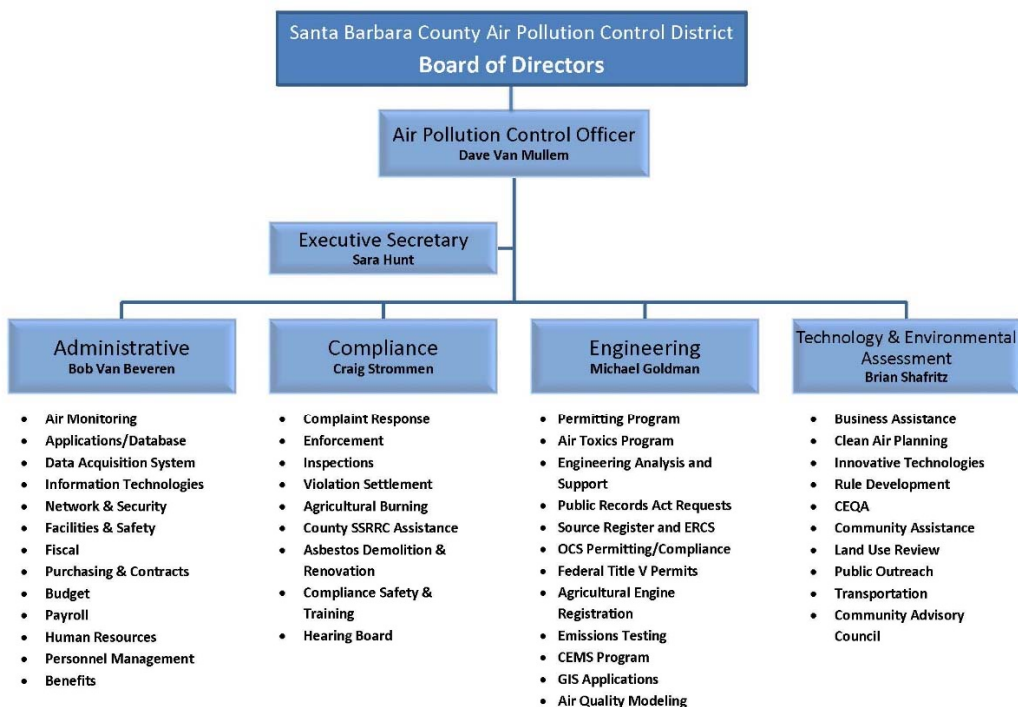 Santa Barbara County Air Pollution Control District
Board of Directors
Air Pollution Control Officer
Dave Van Mullem
Executive Secretary
Sara Hunt
Administrative
Bob Van Beveren
• Air Monitoring
• Applications/Database
• Data Acquisition System
• Information Technologies
• Network & Security
• Facilities & Safety
• Fiscal
• Purchasing & Contracts
• Budget
• Payroll
• Human Resources
• Personnel Management
• Benefits
Compliance
Craig Strommen
• Complaint Response
• Enforcement
• Inspections
• Violation Settlement
• Agricultural Burning
• County SSRRC Assistance
• Asbestos Demolition &
Renovation
• Compliance Safety &
Training
• Hearing Board
Engineering
Michael Goldman
• Permitting Program
• Air Toxics Program
• Engineering Analysis and
Support
• Public Records Act Requests
• Source Register and ERCS
• OCS Permitting/Compliance
• Federal Title V Permits
• Agricultural Engine
Registration
• Emissions Testing
• CEMS Program
• GIS Applications
• Air Quality Modeling
Technology & Environmental
Assessment
Brian Shafritz
• Business Assistance
• Clean Air Planning
• Innovative Technologies
• Rule Development
• CEQA
• Community Assistance
• Land Use Review
• Public Outreach
• Transportation
• Community Advisory
Council